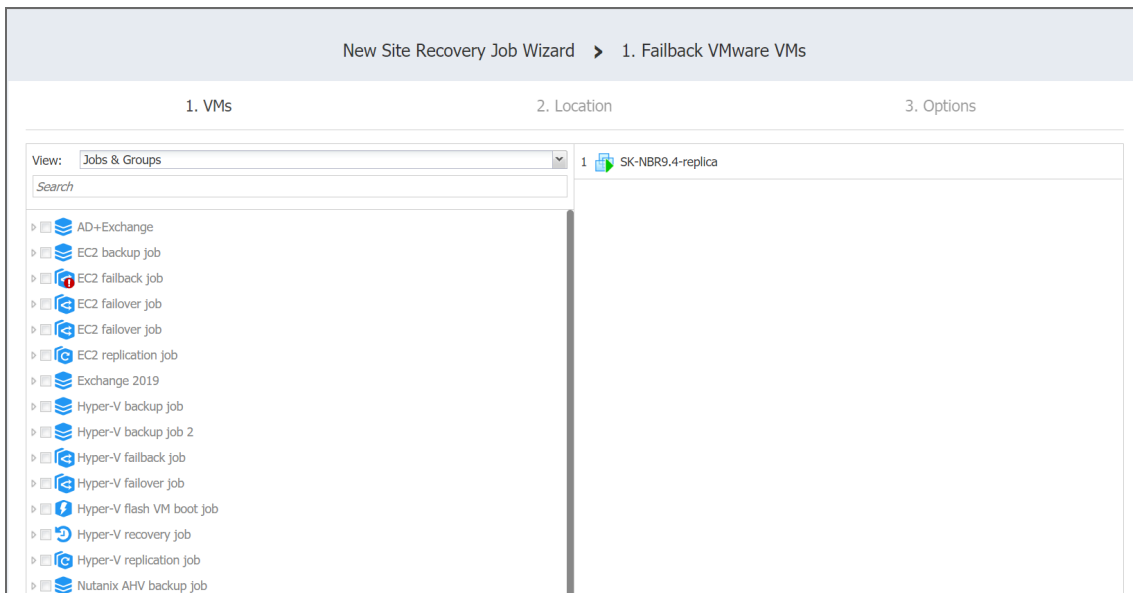 New Site Recovery Job Wizard > 1. Failback VMware VMs
1. VMs 2. Location 3. Options
View: Jobs & Groups
Search
AD+Exchange
EC2 backup job
EC2 failback job
EC2 failover job
EC2 failover job
EC2 replication job
Exchange 2019
Hyper-V backup job
Hyper-V backup job 2
Hyper-V failback job
Hyper-V failover job
Hyper-V flash VM boot job
Hyper-V recovery job
Hyper-V replication job
Nutanix AHV backup job
1 SK-NBR9.4-replica